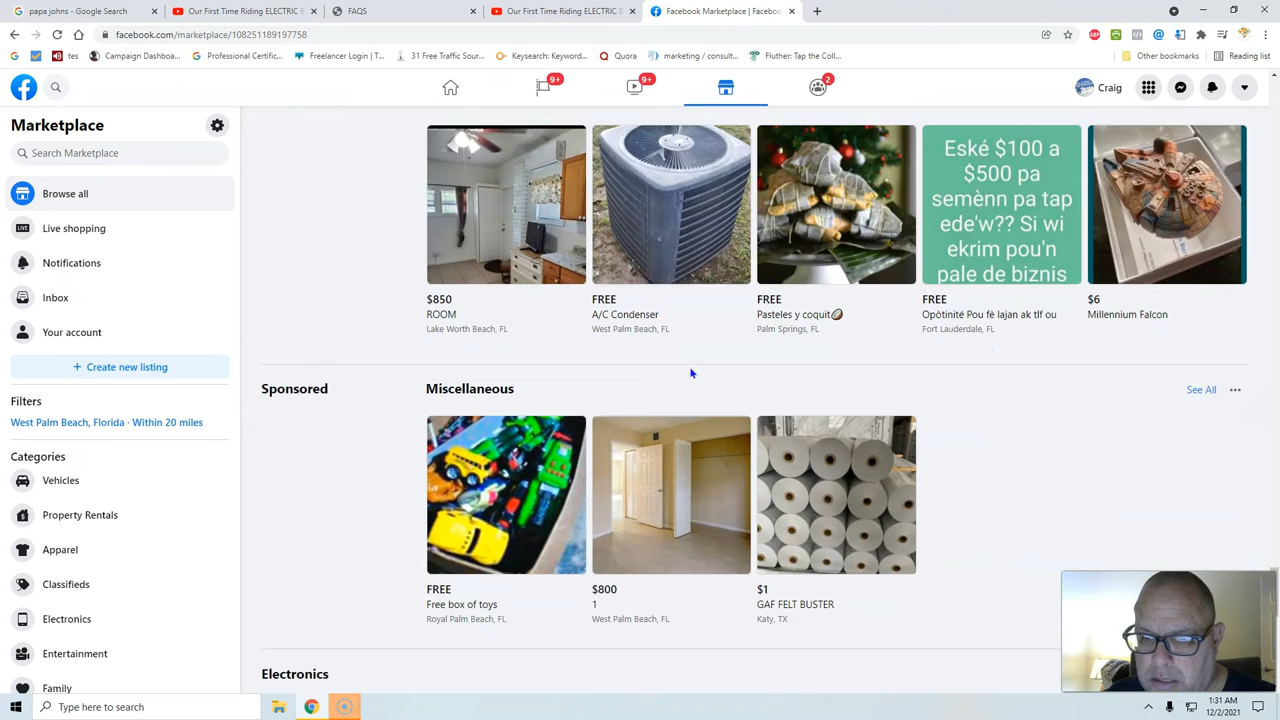 papa johns - Google Search
Our First Time Riding ELECTRIC B
FAQS
Our First Time Riding ELECTRIC B
Facebook Marketplace | Faceboo
facebook.com/marketplace/108251189197758
tes
Campaign Dashboa...
Professional Certific...
Freelancer Login | T...
31 Free Traffic Sour...
Keysearch: Keyword...
Quora
marketing / consult...
Flutter: Tap the Coll...
Other bookmarks
Reading list
9+
9+
2
Craig
Marketplace
Search Marketplace
Browse all
LIVE
Live shopping
Notifications
Inbox
Your account
+ Create new listing
Filters
West Palm Beach, Florida · Within 20 miles
Categories
Vehicles
Property Rentals
Apparel
Classifieds
Electronics
Entertainment
Family
Eské $100 a
$500 pa
semènn pa tap
ede'w?? Si wi
ekrim pou'n
pale de biznis
$850
ROOM
Lake Worth Beach, FL
FREE
A/C Condenser
West Palm Beach, FL
FREE
Pasteles y coquit🥥
Palm Springs, FL
FREE
Opòtinité Pou fè lajan ak tlf ou
Fort Lauderdale, FL
$6
Millennium Falcon
Sponsored
Miscellaneous
See All
FREE
Free box of toys
Royal Palm Beach, FL
$800
1
West Palm Beach, FL
$1
GAF FELT BUSTER
Katy, TX
Electronics
Type here to search
1:31 AM
12/2/2021